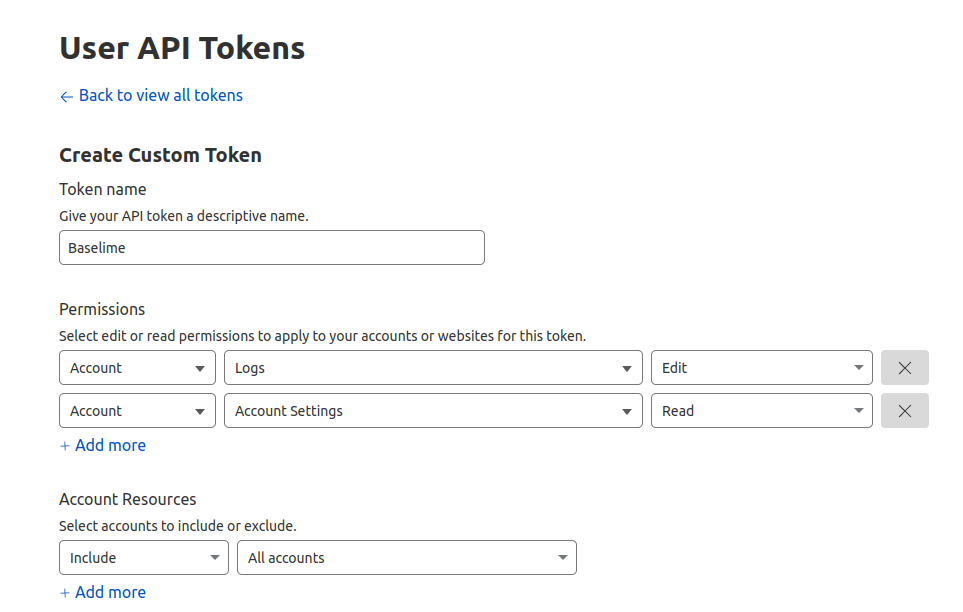 User API Tokens
← Back to view all tokens
Create Custom Token
Token name
Give your API token a descriptive name.
Baselime
Permissions
Select edit or read permissions to apply to your accounts or websites for this token.
Account Logs Edit
Account Account Settings Read
+ Add more
Account Resources
Select accounts to include or exclude.
Include All accounts
+ Add more